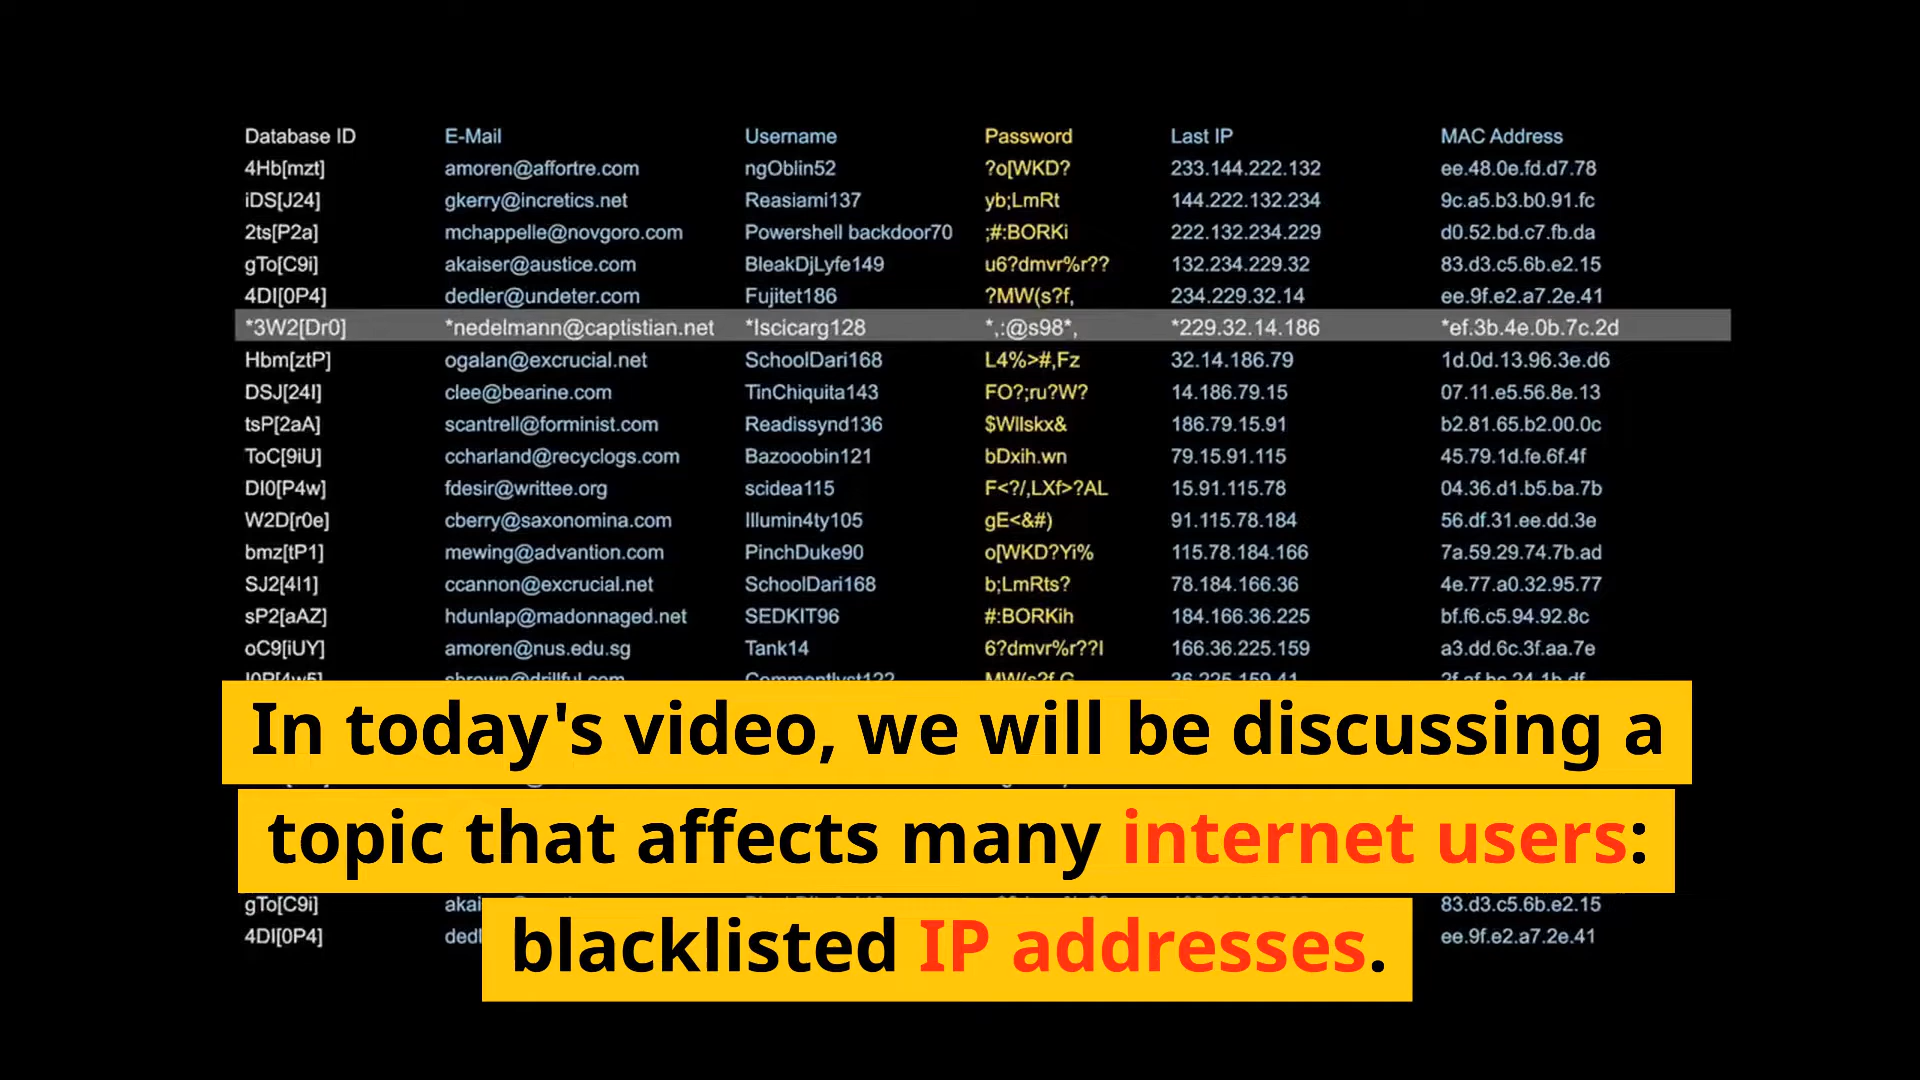 Database ID E-Mail Username Password Last IP MAC Address
4Hb[mzt] amoren@affortre.com ngOblin52 ?o[WKD? 233.144.222.132 ee.48.0e.fd.d7.78
iDS[J24] gkerry@incretics.net Reasiami137 yb;LmRt 144.222.132.234 9c.a5.b3.b0.91.fc
2ts[P2a] mchappelle@novgoro.com Powershell backdoor70 ;#:BORKi 222.132.234.229 d0.52.bd.c7.fb.da
gTo[C9i] akaiser@austice.com BleakDjLyfe149 u6?dmvr%r?? 132.234.229.32 83.d3.c5.6b.e2.15
4DI[0P4] dedler@undeter.com Fujitet186 ?MW(s?f, 234.229.32.14 ee.9f.e2.a7.2e.41
*3W2[Dr0] *nedelmann@captistian.net *Iscicarg128 *,:@s98*, *229.32.14.186 *ef.3b.4e.0b.7c.2d
Hbm[ztP] ogalan@excrucial.net SchoolDari168 L4%>#,Fz 32.14.186.79 1d.0d.13.96.3e.d6
DSJ[24I] clee@bearine.com TinChiquita143 FO?;ru?W? 14.186.79.15 07.11.e5.56.8e.13
tsP[2aA] scantrell@forminist.com Readissynd136 $WIlskx& 186.79.15.91 b2.81.65.b2.00.0c
ToC[9iU] ccharland@recyclogs.com Bazooobin121 bDxih.wn 79.15.91.115 45.79.1d.fe.6f.4f
DI0[P4w] fdesir@writtee.org scidea115 F<?/,LXf>?AL 15.91.115.78 04.36.d1.b5.ba.7b
W2D[r0e] cberry@saxonomina.com Illumin4ty105 gE<&#) 91.115.78.184 56.df.31.ee.dd.3e
bmz[tP1] mewing@advantion.com PinchDuke90 o[WKD?Yi% 115.78.184.166 7a.59.29.74.7b.ad
SJ2[4I1] ccannon@excrucial.net SchoolDari168 b;LmRts? 78.184.166.36 4e.77.a0.32.95.77
sP2[aAZ] hdunlap@madonnaged.net SEDKIT96 #:BORKih 184.166.36.225 bf.f6.c5.94.92.8c
oC9[iUY] amoren@nus.edu.sg Tank14 6?dmvr%r??I 166.36.225.159 a3.dd.6c.3f.aa.7e
In today's video, we will be discussing a
topic that affects many internet users:
gTo[C9i] 83.d3.c5.6b.e2.15
blacklisted IP addresses.
4DI[0P4] ee.9f.e2.a7.2e.41